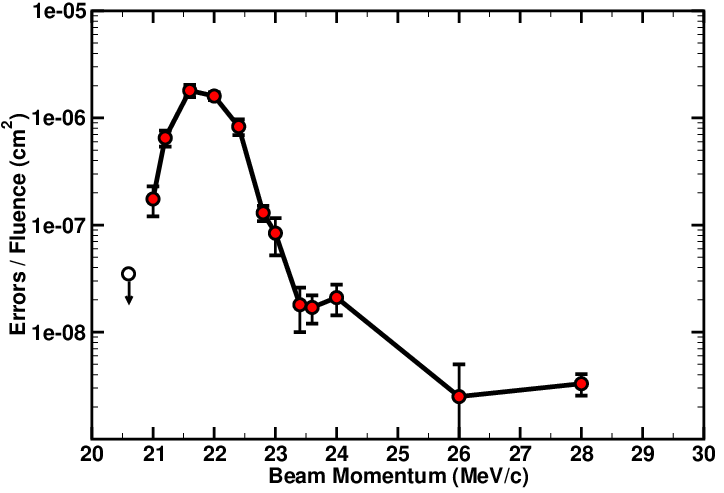 1e-05
1e-06
1e-07
1e-08
Errors / Fluence (cm²)
20 21 22 23 24 25 26 27 28 29 30
Beam Momentum (MeV/c)